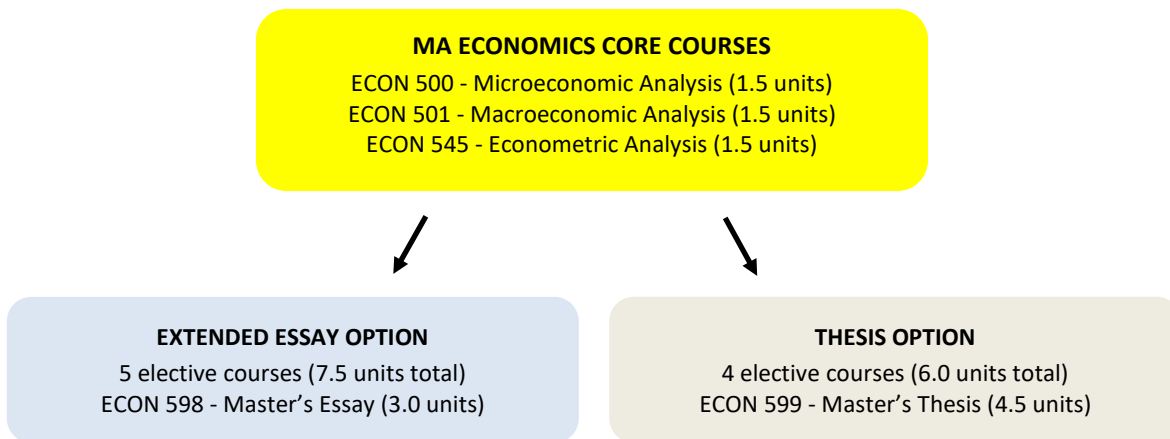 MA ECONOMICS CORE COURSES
ECON 500 - Microeconomic Analysis (1.5 units)
ECON 501 - Macroeconomic Analysis (1.5 units)
ECON 545 - Econometric Analysis (1.5 units)
EXTENDED ESSAY OPTION
5 elective courses (7.5 units total)
ECON 598 - Master’s Essay (3.0 units)
THESIS OPTION
4 elective courses (6.0 units total)
ECON 599 - Master’s Thesis (4.5 units)